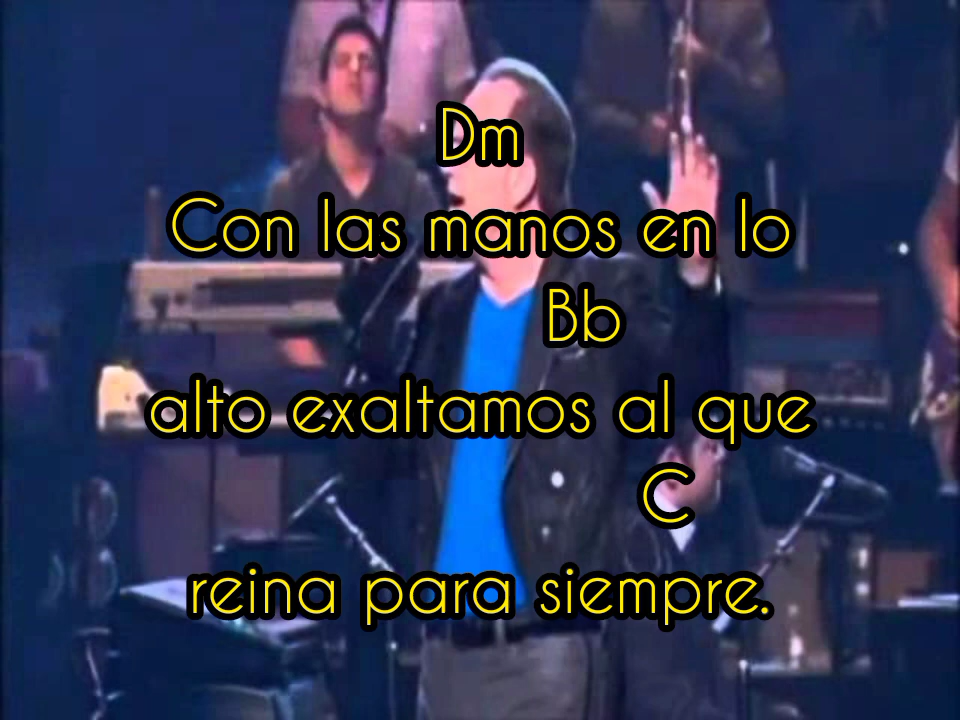 Dm
Con las manos en lo
Bb
alto exaltamos al que
C
reina para siempre.